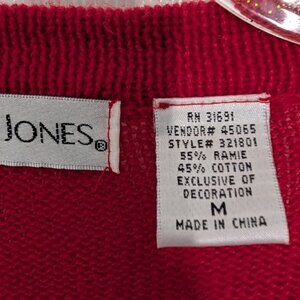 JONES®
RN 31691
VENDOR# 45065
STYLE# 321801
55% RAMIE
45% COTTON
EXCLUSIVE OF
DECORATION
M
MADE IN CHINA